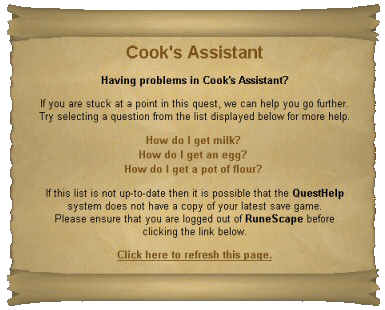 Cook's Assistant
Having problems in Cook's Assistant?
If you are stuck at a point in this quest, we can help you go further.
Try selecting a question from the list displayed below for more help.
How do I get milk?
How do I get an egg?
How do I get a pot of flour?
If this list is not up-to-date then it is possible that the QuestHelp
system does not have a copy of your latest save game.
Please ensure that you are logged out of RuneScape before
clicking the link below.
Click here to refresh this page.